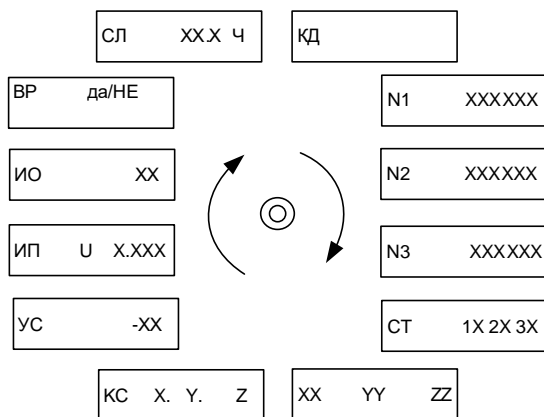 СЛ XX.X Ч
КД
ВР да/НЕ
N1 XXXXXX
ИО XX
N2 XXXXXX
ИП U X.XXX
N3 XXXXXX
УС -XX
СТ 1X 2X 3X
КС X. Y. Z
XX YY ZZ